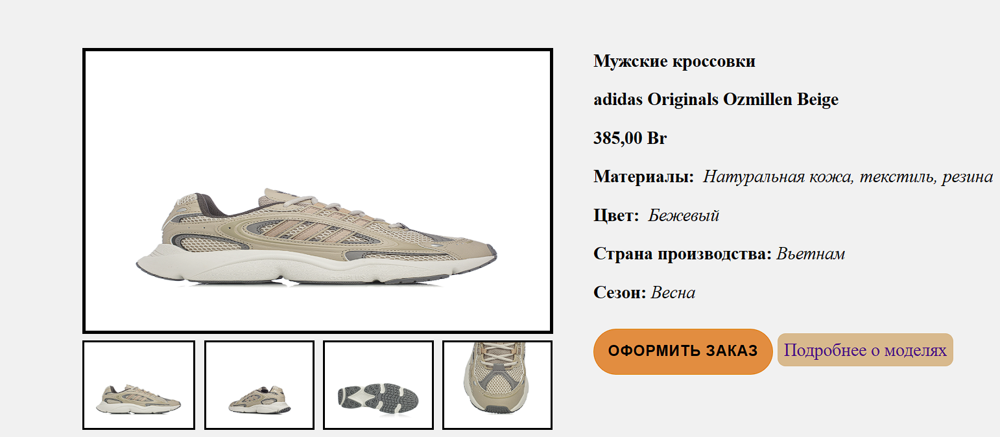 Мужские кроссовки
adidas Originals Ozmillen Beige
385,00 Br
Материалы: Натуральная кожа, текстиль, резина
Цвет: Бежевый
Страна производства: Вьетнам
Сезон: Весна
ОФОРМИТЬ ЗАКАЗ
Подробнее о моделях